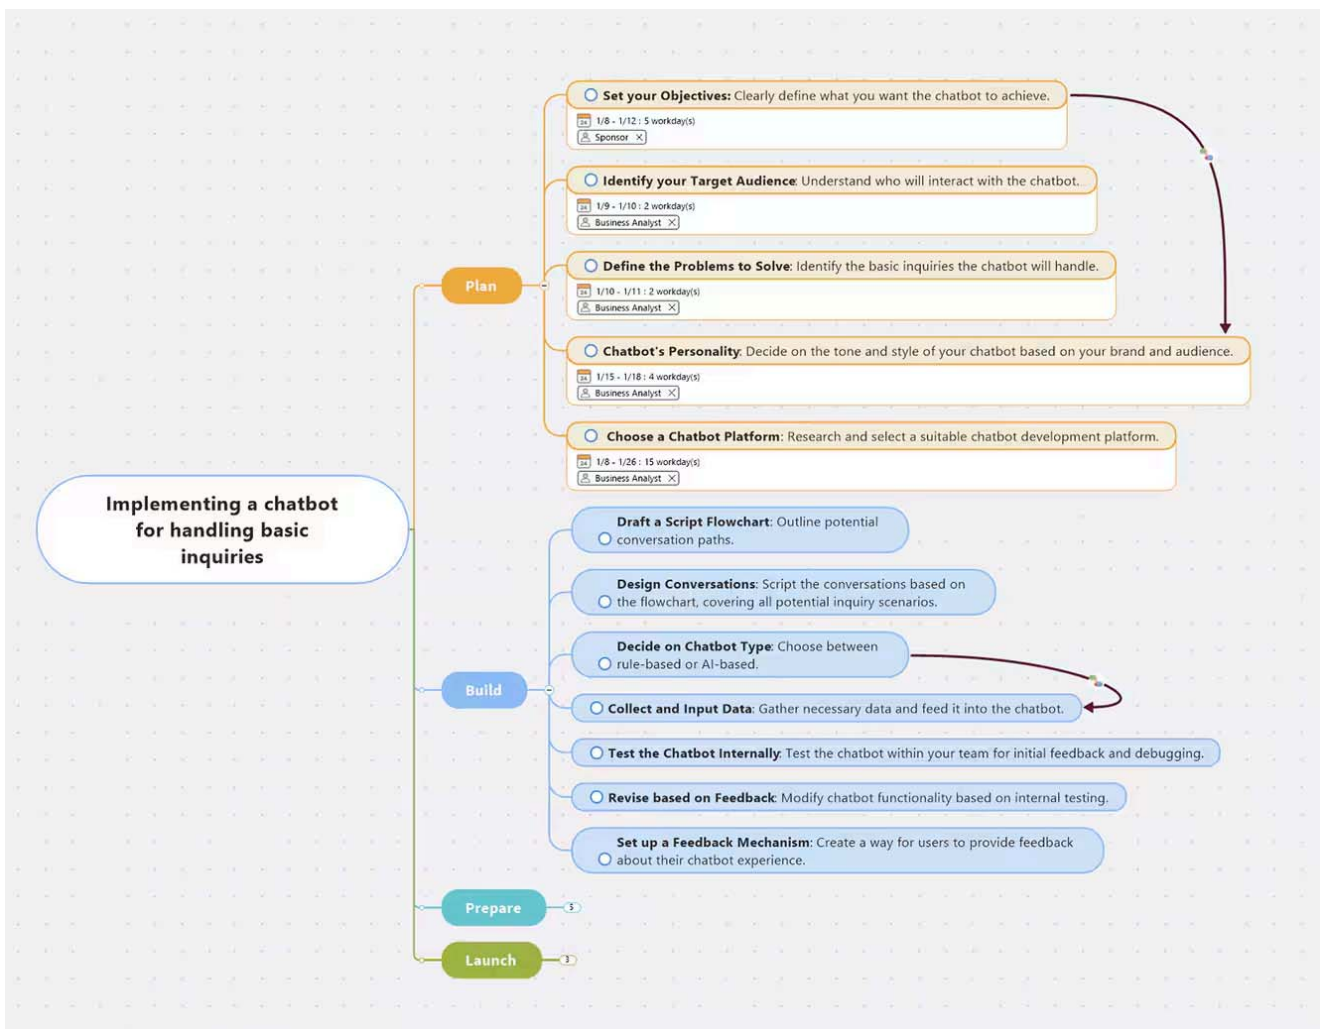 Set your Objectives: Clearly define what you want the chatbot to achieve.
1/8 - 1/12 : 5 workday(s)
Sponsor
Identify your Target Audience: Understand who will interact with the chatbot.
1/9 - 1/10 : 2 workday(s)
Business Analyst
Plan
Define the Problems to Solve: Identify the basic inquiries the chatbot will handle.
1/10 - 1/11 : 2 workday(s)
Business Analyst
Chatbot's Personality: Decide on the tone and style of your chatbot based on your brand and audience.
1/15 - 1/18 : 4 workday(s)
Business Analyst
Choose a Chatbot Platform: Research and select a suitable chatbot development platform.
1/8 - 1/26 : 15 workday(s)
Business Analyst
Implementing a chatbot
for handling basic
inquiries
Draft a Script Flowchart: Outline potential
conversation paths.
Design Conversations: Script the conversations based on
the flowchart, covering all potential inquiry scenarios.
Decide on Chatbot Type: Choose between
rule-based or AI-based.
Build
Collect and Input Data: Gather necessary data and feed it into the chatbot.
Test the Chatbot Internally: Test the chatbot within your team for initial feedback and debugging.
Revise based on Feedback: Modify chatbot functionality based on internal testing.
Set up a Feedback Mechanism: Create a way for users to provide feedback
about their chatbot experience.
Prepare
5
Launch
3